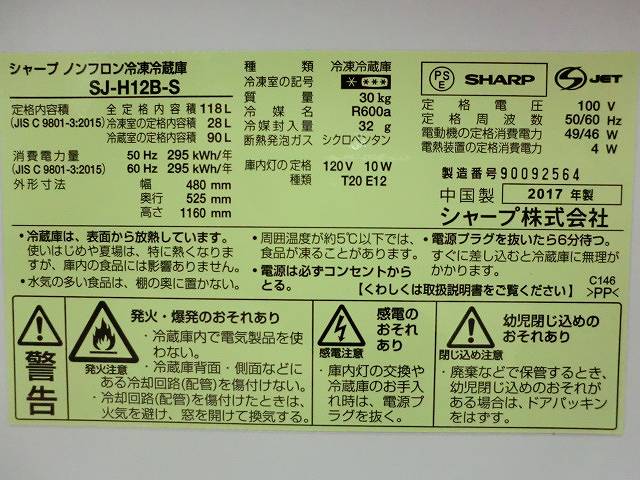 シャープ ノンフロン冷凍冷蔵庫
SJ-H12B-S
定格内容積 全定格内容積 118L
(JIS C 9801-3:2015) 冷凍室の定格内容積 28L
冷蔵室の定格内容積 90L
消費電力量 50 Hz 295 kWh/年
(JIS C 9801-3:2015) 60 Hz 295 kWh/年
外形寸法 幅 480 mm
奥行 525 mm
高さ 1160 mm
種類 冷凍冷蔵庫
冷凍室の記号 * ***
質量 30 kg
冷媒名 R600a
冷媒封入量 32 g
断熱発泡ガス シクロペンタン
庫内灯の定格 120V 10W
種類 T20 E12
PS E SHARP S JET
定格電圧 100 V
定格周波数 50/60 Hz
電動機の定格消費電力 49/46 W
電熱装置の定格消費電力 4 W
製造番号 90092564
中国製 2017 年製
シャープ株式会社
・冷蔵庫は、表面から放熱しています。
使いはじめや夏場は、特に熱くなりま
すが、庫内の食品には影響ありません。
・水気の多い食品は、棚の奥に置かない。
・周囲温度が約5℃以下では、
食品が凍ることがあります。
・電源は必ずコンセントから
とる。
・電源プラグを抜いたら6分待つ。
すぐに差し込むと冷蔵庫に無理が
かかります。
【くわしくは取扱説明書をご覧ください】
C146
>PP<
警告
発火・爆発のおそれあり
発火注意
・冷蔵庫内で電気製品を使
わない。
・冷蔵庫背面・側面などに
ある冷却回路(配管)を傷付けない。
・冷却回路(配管)を傷付けたときは、
火気を避け、窓を開けて換気する。
感電の
おそれあり
感電注意
・庫内灯の交換や
冷蔵庫のお手入
れ時は、電源プ
ラグを抜く。
幼児閉じ込めの
おそれあり
閉じ込め注意
・廃棄などで保管するとき、
幼児閉じ込めのおそれが
ある場合は、ドアパッキン
をはずす。